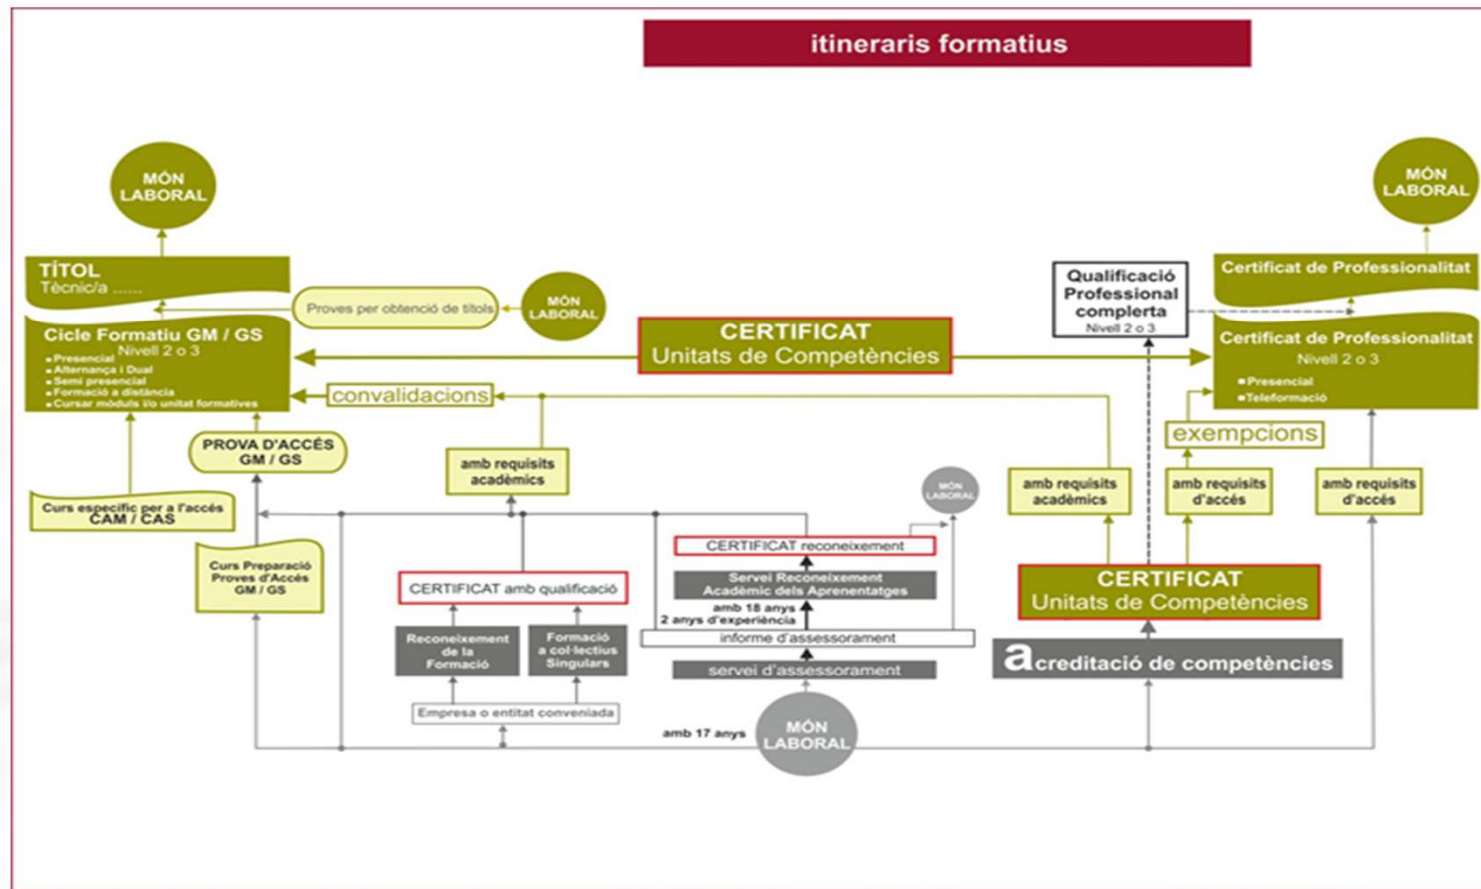 itineraris formatius
MÓN
LABORAL
MÓN
LABORAL
TÍTOL
Tècnic/a ......
Proves per obtenció de títols
MÓN
LABORAL
Cicle Formatiu GM / GS
Nivell 2 o 3
Presencial
Alternança i Dual
Semi presencial
Formació a distància
Cursar mòduls i/o unitat formatives
CERTIFICAT
Unitats de Competències
Qualificació
Professional
complerta
Nivell 2 o 3
Certificat de Professionalitat
Certificat de Professionalitat
Nivell 2 o 3
Presencial
Teleformació
convalidacions
exempcions
PROVA D'ACCÉS
GM / GS
amb requisits
acadèmics
MÓN
LABORAL
amb requisits
acadèmics
amb requisits
d'accés
amb requisits
d'accés
Curs específic per a l'accés
CAM / CAS
Curs Preparació
Proves d'Accés
GM / GS
CERTIFICAT amb qualificació
Reconeixement
de la
Formació
Formació
a col·lectius
Singulars
Empresa o entitat conveniada
CERTIFICAT reconeixement
Servei Reconeixement
Acadèmic dels Aprenentatges
amb 18 anys
2 anys d'experiència
informe d'assessorament
servei d'assessorament
CERTIFICAT
Unitats de Competències
acreditació de competències
amb 17 anys
MÓN
LABORAL